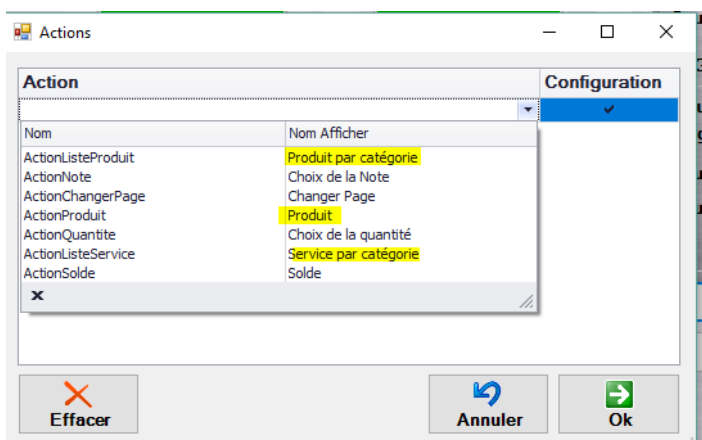 Actions
Action Configuration
Nom Nom Afficher
ActionListeProduit Produit par catégorie
ActionNote Choix de la Note
ActionChangerPage Changer Page
ActionProduit Produit
ActionQuantite Choix de la quantité
ActionListeService Service par catégorie
ActionSolde Solde
Effacer Annuler Ok